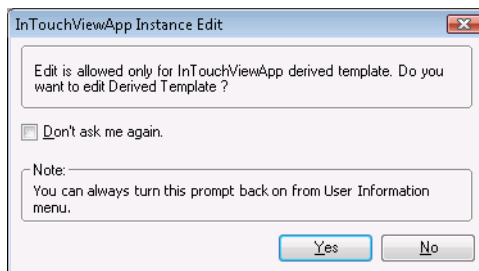 InTouchViewApp Instance Edit
Edit is allowed only for InTouchViewApp derived template. Do you
want to edit Derived Template ?
Don't ask me again.
Note:
You can always turn this prompt back on from User Information
menu.
Yes
No